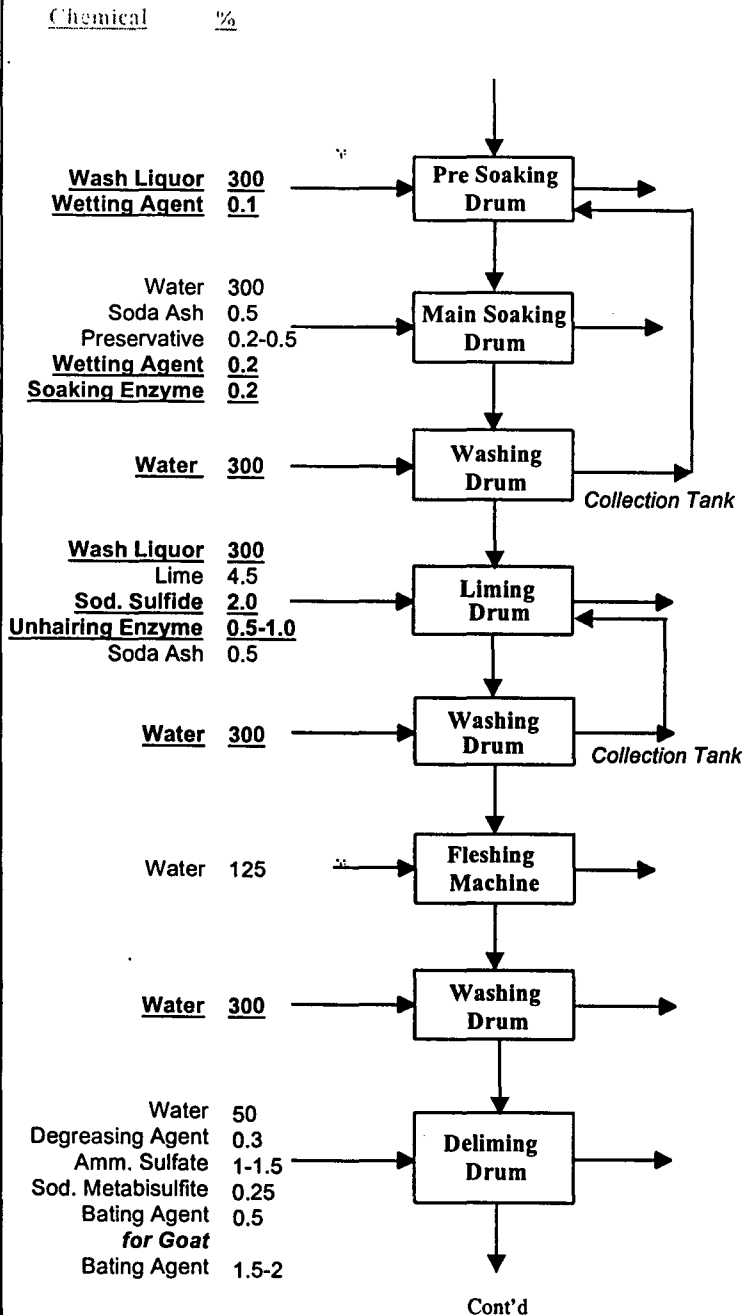 Chemical %
Pre Soaking
Drum
Wash Liquor 300
Wetting Agent 0.1
Water 300
Soda Ash 0.5
Preservative 0.2-0.5
Wetting Agent 0.2
Soaking Enzyme 0.2
Main Soaking
Drum
Water 300
Washing
Drum
Collection Tank
Wash Liquor 300
Lime 4.5
Sod. Sulfide 2.0
Unhairing Enzyme 0.5-1.0
Soda Ash 0.5
Liming
Drum
Water 300
Washing
Drum
Collection Tank
Water 125
Fleshing
Machine
Water 300
Washing
Drum
Water 50
Degreasing Agent 0.3
Amm. Sulfate 1-1.5
Sod. Metabisulfite 0.25
Bating Agent 0.5
for Goat
Bating Agent 1.5-2
Deliming
Drum
Cont'd